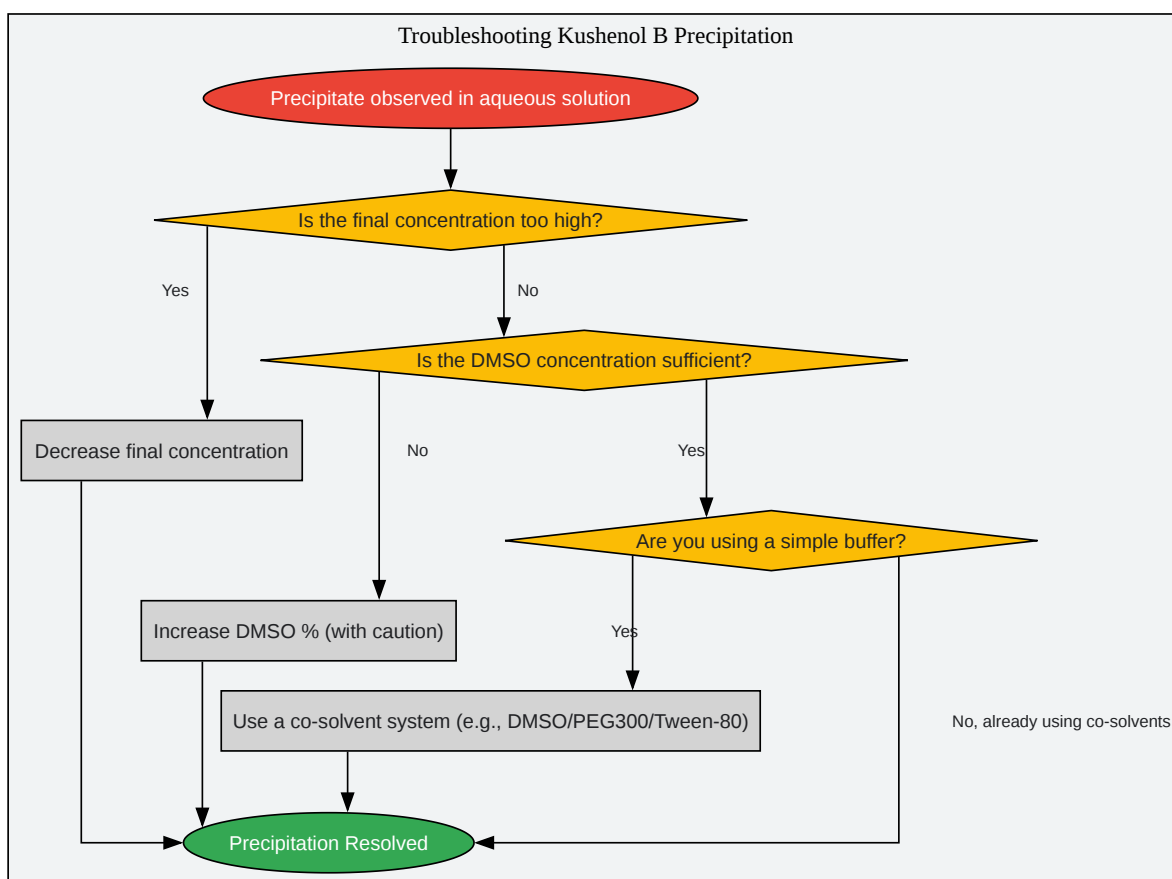 Troubleshooting Kushenol B Precipitation
Precipitate observed in aqueous solution
Is the final concentration too high?
Yes
No
Is the DMSO concentration sufficient?
Decrease final concentration
No
Yes
Are you using a simple buffer?
Increase DMSO % (with caution)
Yes
Use a co-solvent system (e.g., DMSO/PEG300/Tween-80)
No, already using co-solvents
Precipitation Resolved